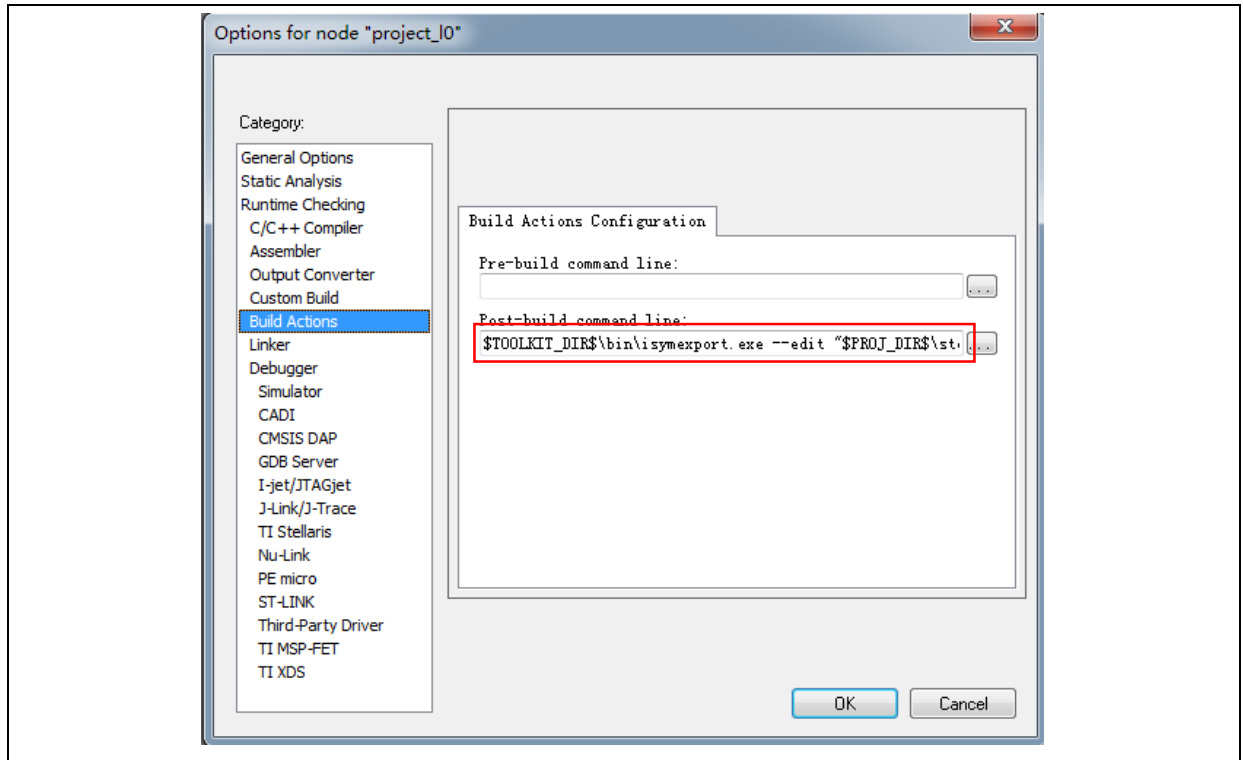 Options for node "project_l0"
Category:
General Options
Static Analysis
Runtime Checking
C/C++ Compiler
Assembler
Output Converter
Custom Build
Build Actions
Linker
Debugger
Simulator
CADI
CMSIS DAP
GDB Server
I-jet/JTAGjet
J-Link/J-Trace
TI Stellaris
Nu-Link
PE micro
ST-LINK
Third-Party Driver
TI MSP-FET
TI XDS
Build Actions Configuration
Pre-build command line:
...
Post-build command line:
$TOOLKIT_DIR$\bin\isymexport.exe --edit "$PROJ_DIR$\st
...
OK
Cancel